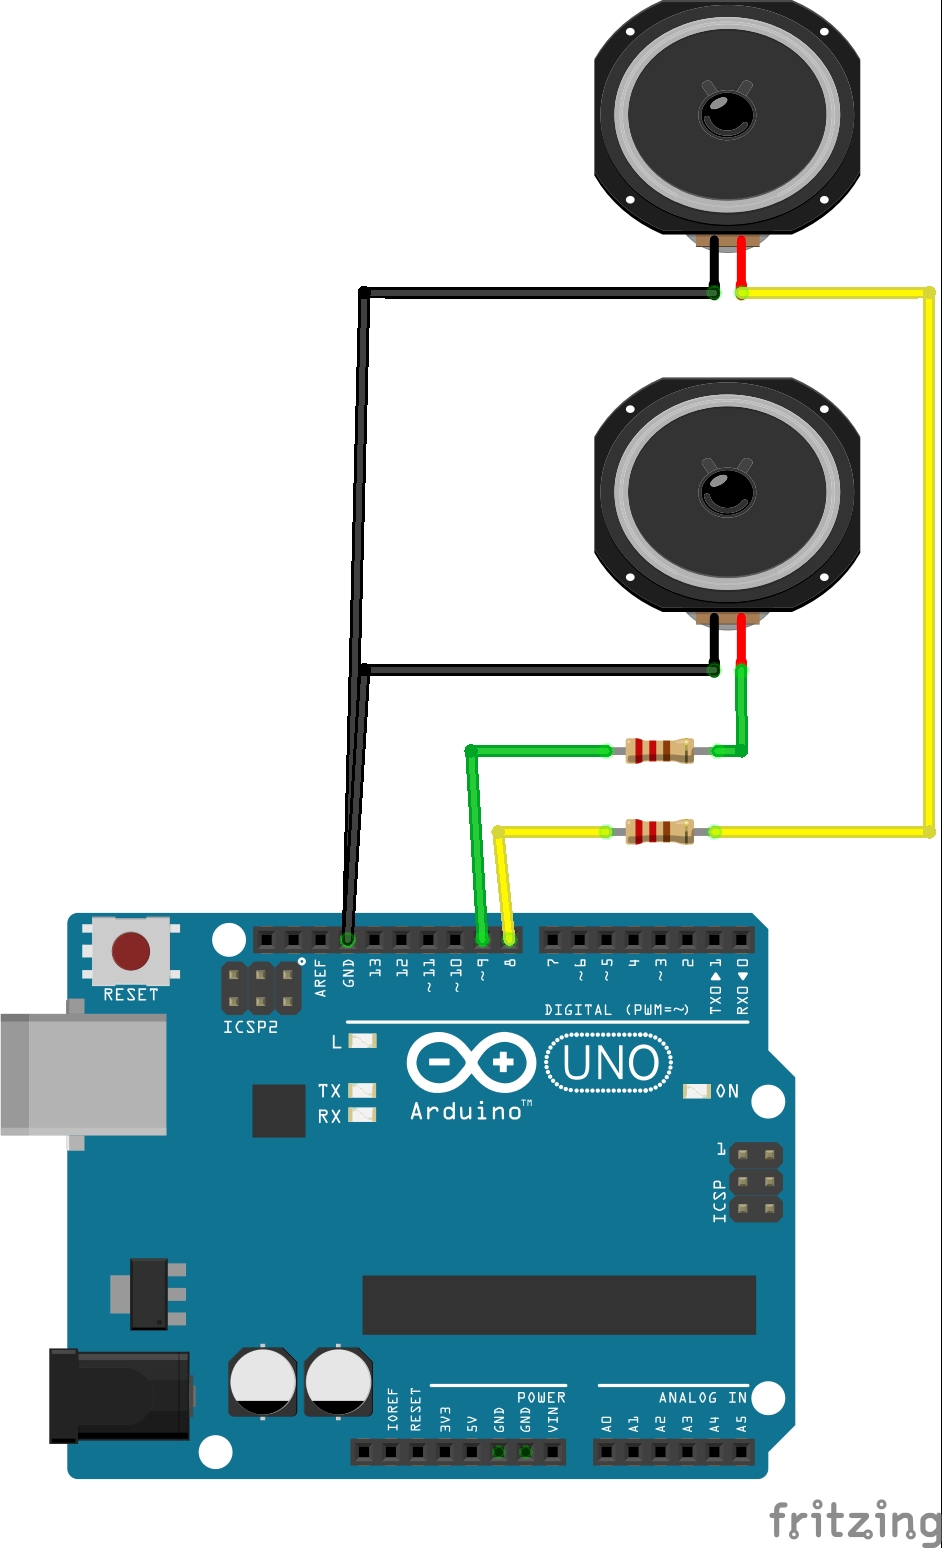 RESET
ICSP2
AREF
GND
13
12
~11
~10
~9
8
7
~6
~5
4
~3
2
TX0▶1
RX0◀0
DIGITAL (PWM=~)
L
TX
RX
UNO
Arduino™
ON
1
ICSP
IOREF
RESET
3V3
5V
GND
GND
VIN
POWER
ANALOG IN
A0
A1
A2
A3
A4
A5
fritzing